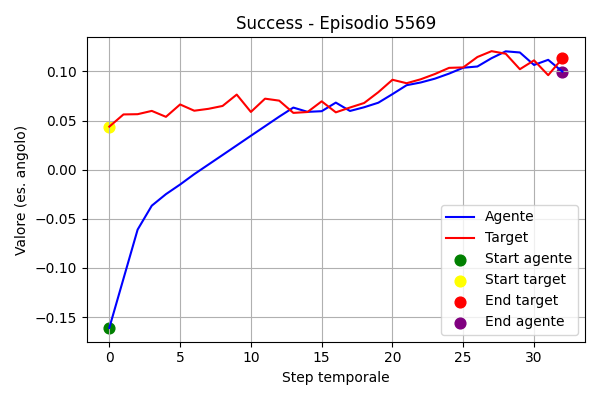 Success - Episodio 5569
Valore (es. angolo)
0.10
0.05
0.00
−0.05
−0.10
−0.15
Agente
Target
Start agente
Start target
End target
End agente
0 5 10 15 20 25 30
Step temporale